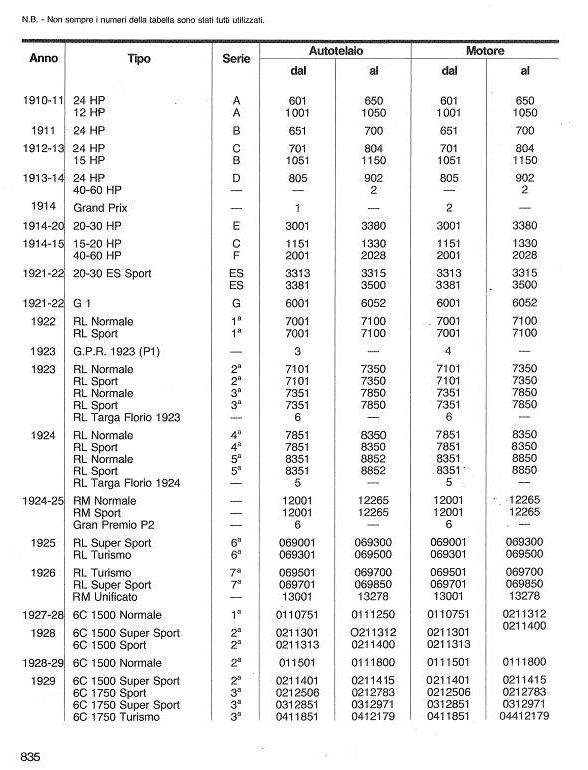 N.B. - Non sempre i numeri della tabella sono stati tutti utilizzati.
Anno Tipo Serie Autotelaio Motore
dal al dal al
1910-11 24 HP A 601 650 601 650
12 HP A 1001 1050 1001 1050
1911 24 HP B 651 700 651 700
1912-13 24 HP C 701 804 701 804
15 HP B 1051 1150 1051 1150
1913-14 24 HP D 805 902 805 902
40-60 HP — — 2 — 2
1914 Grand Prix — 1 — 2 —
1914-20 20-30 HP E 3001 3380 3001 3380
1914-15 15-20 HP C 1151 1330 1151 1330
40-60 HP F 2001 2028 2001 2028
1921-22 20-30 ES Sport ES 3313 3315 3313 3315
ES 3381 3500 3381 3500
1921-22 G 1 G 6001 6052 6001 6052
1922 RL Normale 1ª 7001 7100 7001 7100
RL Sport 1ª 7001 7100 7001 7100
1923 G.P.R. 1923 (P1) — 3 — 4 —
1923 RL Normale 2ª 7101 7350 7101 7350
RL Sport 2ª 7101 7350 7101 7350
RL Normale 3ª 7351 7850 7351 7850
RL Sport 3ª 7351 7850 7351 7850
RL Targa Florio 1923 — 6 — 6 —
1924 RL Normale 4ª 7851 8350 7851 8350
RL Sport 4ª 7851 8350 7851 8350
RL Normale 5ª 8351 8852 8351 8850
RL Sport 5ª 8351 8852 8351 8850
RL Targa Florio 1924 — 5 — 5 —
1924-25 RM Normale — 12001 12265 12001 12265
RM Sport — 12001 12265 12001 12265
Gran Premio P2 — 6 — 6 —
1925 RL Super Sport 6ª 069001 069300 069001 069300
RL Turismo 6ª 069301 069500 069301 069500
1926 RL Turismo 7ª 069501 069700 069501 069700
RL Super Sport 7ª 069701 069850 069701 069850
RM Unificato — 13001 13278 13001 13278
1927-28 6C 1500 Normale 1ª 0110751 0111250 0110751 0211312
0211400
1928 6C 1500 Super Sport 2ª 0211301 O211312 0211301
6C 1500 Sport 2ª 0211313 0211400 0211313
1928-29 6C 1500 Normale 2ª 011501 0111800 0111501 0111800
1929 6C 1500 Super Sport 2ª 0211401 0211415 0211401 0211415
6C 1750 Sport 3ª 0212506 0212783 0212506 0212783
6C 1750 Super Sport 3ª 0312851 0312971 0312851 0312971
6C 1750 Turismo 3ª 0411851 0412179 0411851 04412179
835